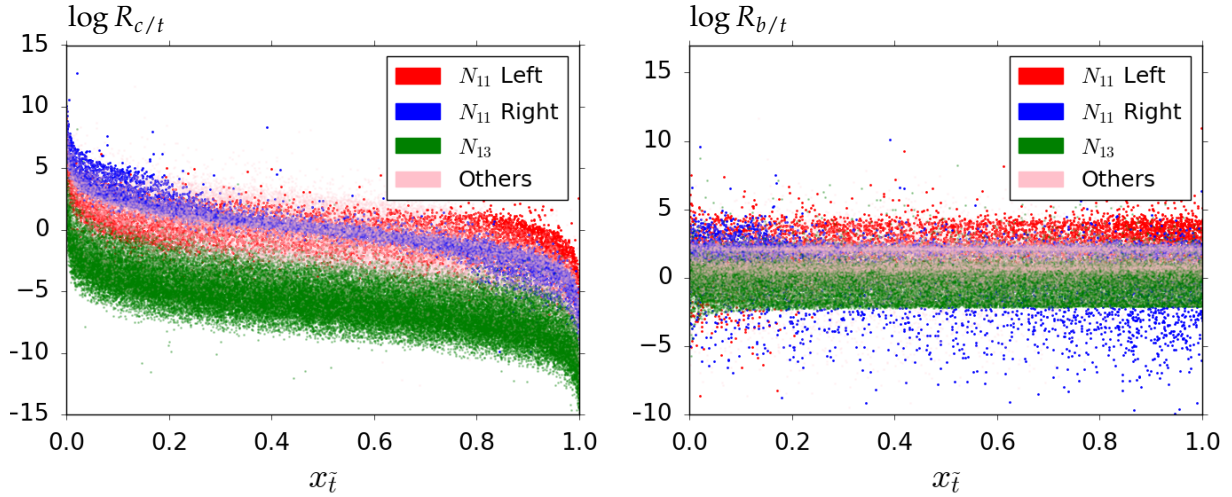 log R_{c/t}
15
10
5
0
-5
-10
-15
0.0 0.2 0.4 0.6 0.8 1.0
x_{\tilde{t}}
N_{11} Left
N_{11} Right
N_{13}
Others
log R_{b/t}
15
10
5
0
-5
-10
0.0 0.2 0.4 0.6 0.8 1.0
x_{\tilde{t}}
N_{11} Left
N_{11} Right
N_{13}
Others